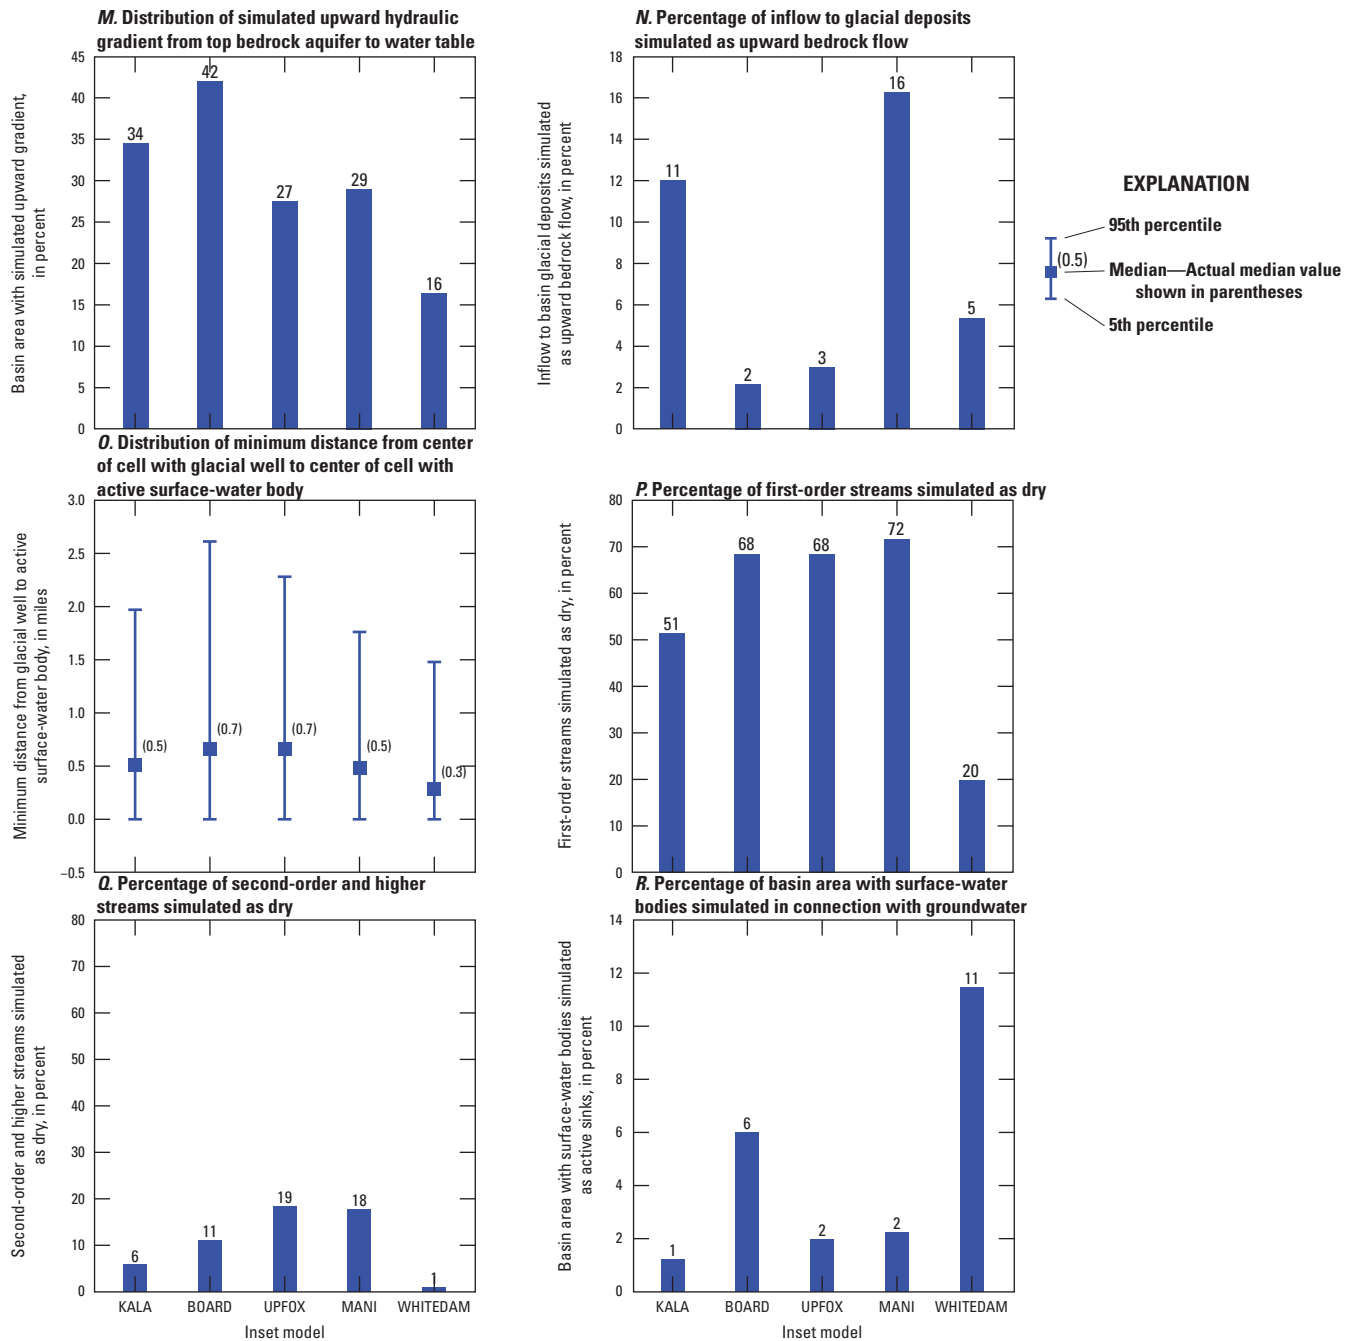 M. Distribution of simulated upward hydraulic
gradient from top bedrock aquifer to water table
Basin area with simulated upward gradient,
in percent
45
40
35
30
25
20
15
10
5
0
34
42
27
29
16
N. Percentage of inflow to glacial deposits
simulated as upward bedrock flow
Inflow to basin glacial deposits simulated
as upward bedrock flow, in percent
18
16
14
12
10
8
6
4
2
0
11
2
3
16
5
EXPLANATION
95th percentile
(0.5)
Median—Actual median value
shown in parentheses
5th percentile
O. Distribution of minimum distance from center
of cell with glacial well to center of cell with
active surface-water body
Minimum distance from glacial well to active
surface-water body, in miles
3.0
2.5
2.0
1.5
1.0
0.5
0.0
−0.5
(0.5)
(0.7)
(0.7)
(0.5)
(0.3)
P. Percentage of first-order streams simulated as dry
First-order streams simulated as dry, in percent
80
70
60
50
40
30
20
10
0
51
68
68
72
20
Q. Percentage of second-order and higher
streams simulated as dry
Second-order and higher streams simulated
as dry, in percent
80
70
60
50
40
30
20
10
0
6
11
19
18
1
KALA BOARD UPFOX MANI WHITEDAM
Inset model
R. Percentage of basin area with surface-water
bodies simulated in connection with groundwater
Basin area with surface-water bodies simulated
as active sinks, in percent
14
12
10
8
6
4
2
0
1
6
2
2
11
KALA BOARD UPFOX MANI WHITEDAM
Inset model